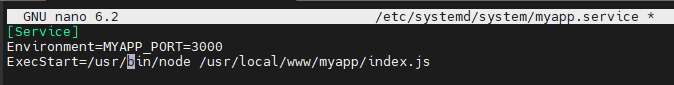 GNU nano 6.2 /etc/systemd/system/myapp.service *
[Service]
Environment=MYAPP_PORT=3000
ExecStart=/usr/bin/node /usr/local/www/myapp/index.js